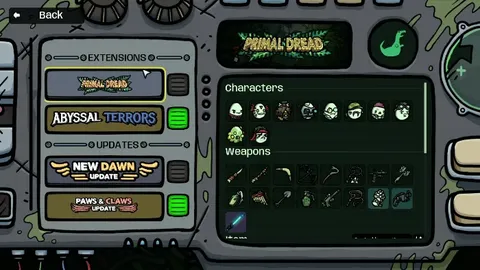 Back
EXTENSIONS
PRIMAL DREAD
ABYSSAL TERRORS
UPDATES
NEW DAWN
UPDATE
PAWS & CLAWS
UPDATE
PRIMAL DREAD
Characters
Weapons